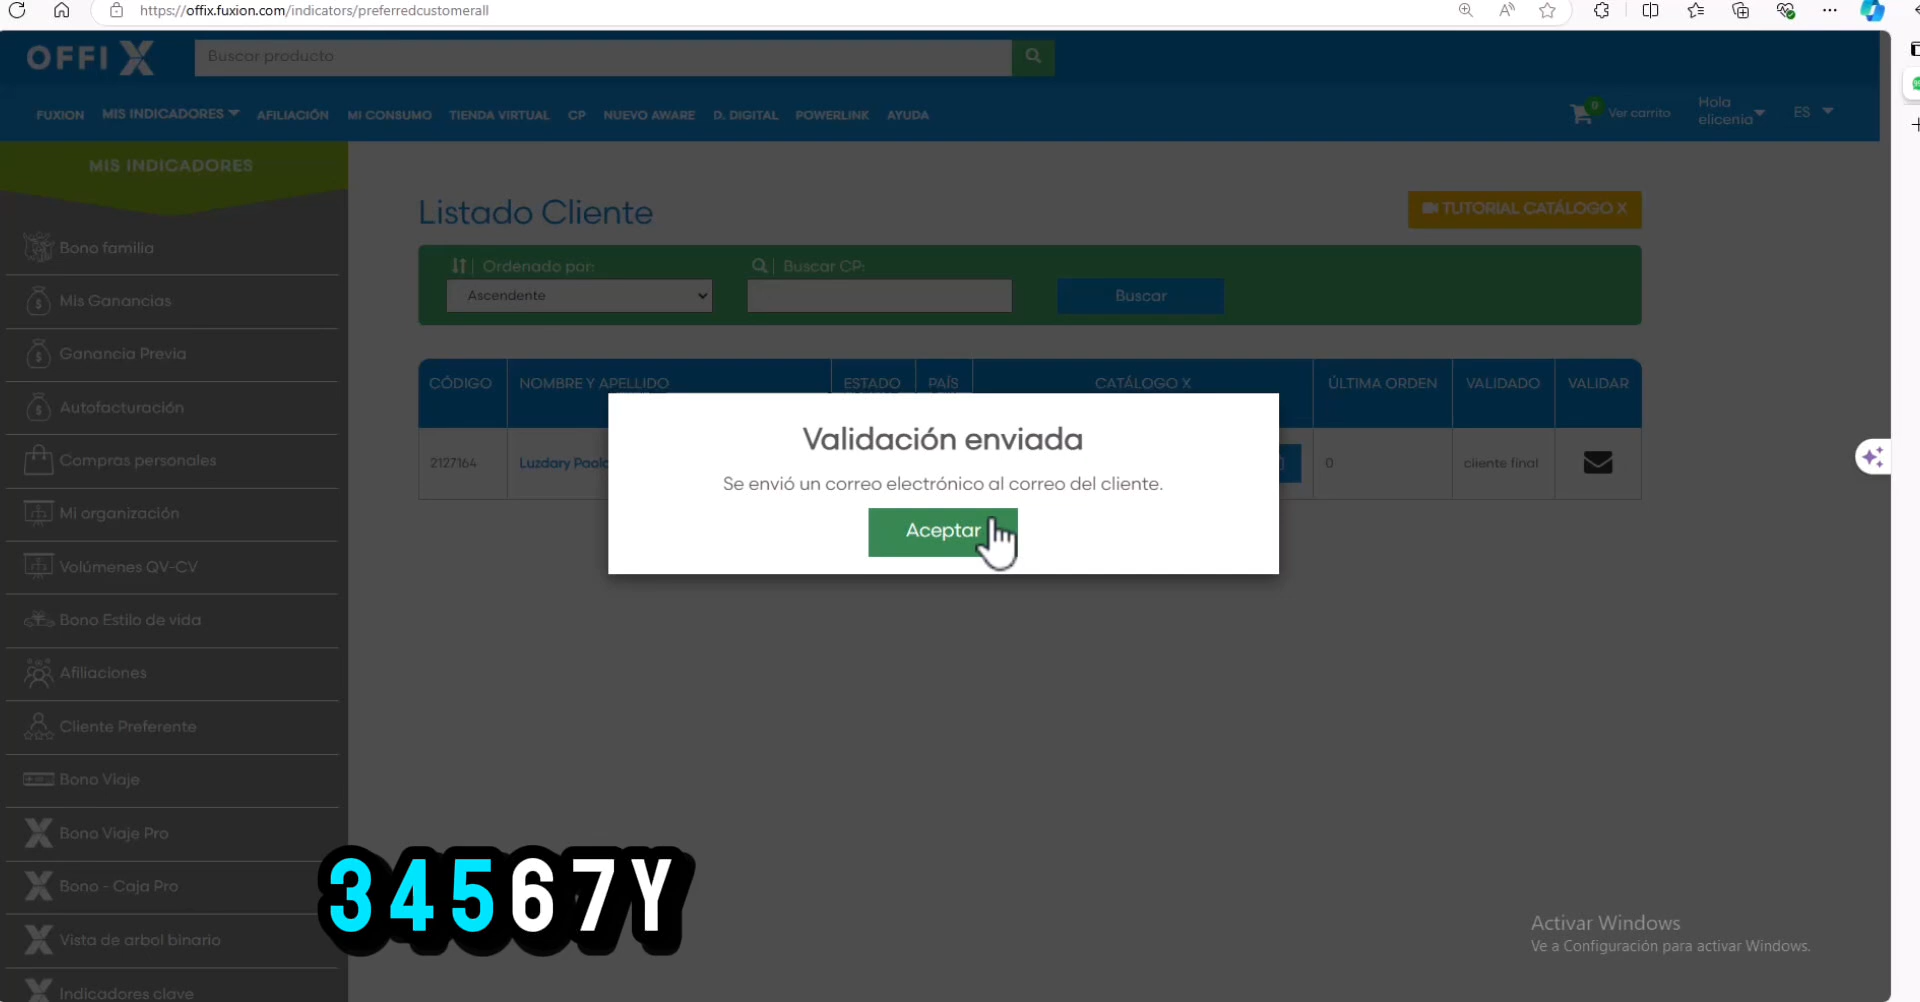 https://offix.fuxion.com/indicators/preferredcustomerall
OFFI X
Buscar producto
FUXION MIS INDICADORES AFILIACIÓN MI CONSUMO TIENDA VIRTUAL CP NUEVO AWARE D. DIGITAL POWERLINK AYUDA
0 Ver carrito
Hola
elicenia
ES
MIS INDICADORES
Bono familia
Mis Ganancias
Ganancia Previa
Autofacturación
Compras personales
Mi organización
Volúmenes QV-CV
Bono Estilo de vida
Afiliaciones
Cliente Preferente
Bono Viaje
Bono Viaje Pro
Bono - Caja Pro
Vista de arbol binario
Indicadores clave
Listado Cliente
TUTORIAL CATÁLOGO X
Ordenado por:
Buscar CP:
Ascendente
Buscar
CÓDIGO NOMBRE Y APELLIDO ESTADO PAÍS CATÁLOGO X ÚLTIMA ORDEN VALIDADO VALIDAR
2127164 Luzdary 0 cliente final
Validación enviada
Se envió un correo electrónico al correo del cliente.
Aceptar
34567Y
Activar Windows
Ve a Configuración para activar Windows.